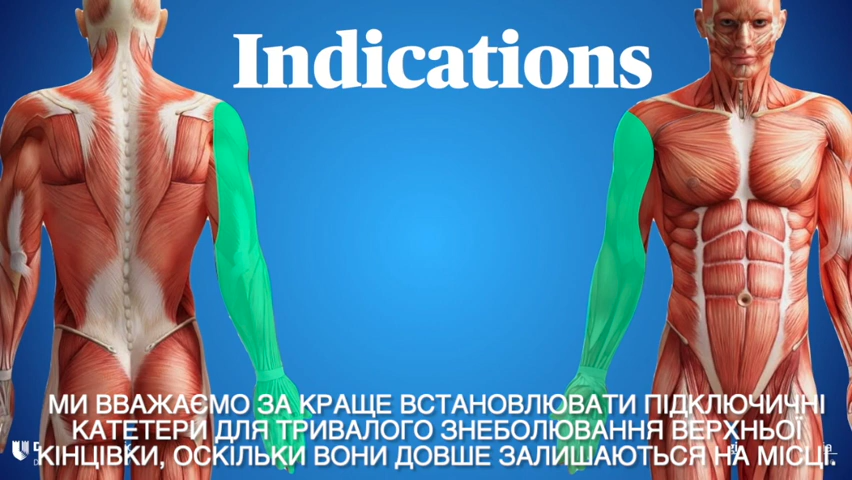 Indications
МИ ВВАЖАЄМО ЗА КРАЩЕ ВСТАНОВЛЮВАТИ ПІДКЛЮЧИЧНІ
КАТЕТЕРИ ДЛЯ ТРИВАЛОГО ЗНЕБОЛЮВАННЯ ВЕРХНЬОЇ
КІНЦІВКИ, ОСКІЛЬКИ ВОНИ ДОВШЕ ЗАЛИШАЮТЬСЯ НА МІСЦІ.